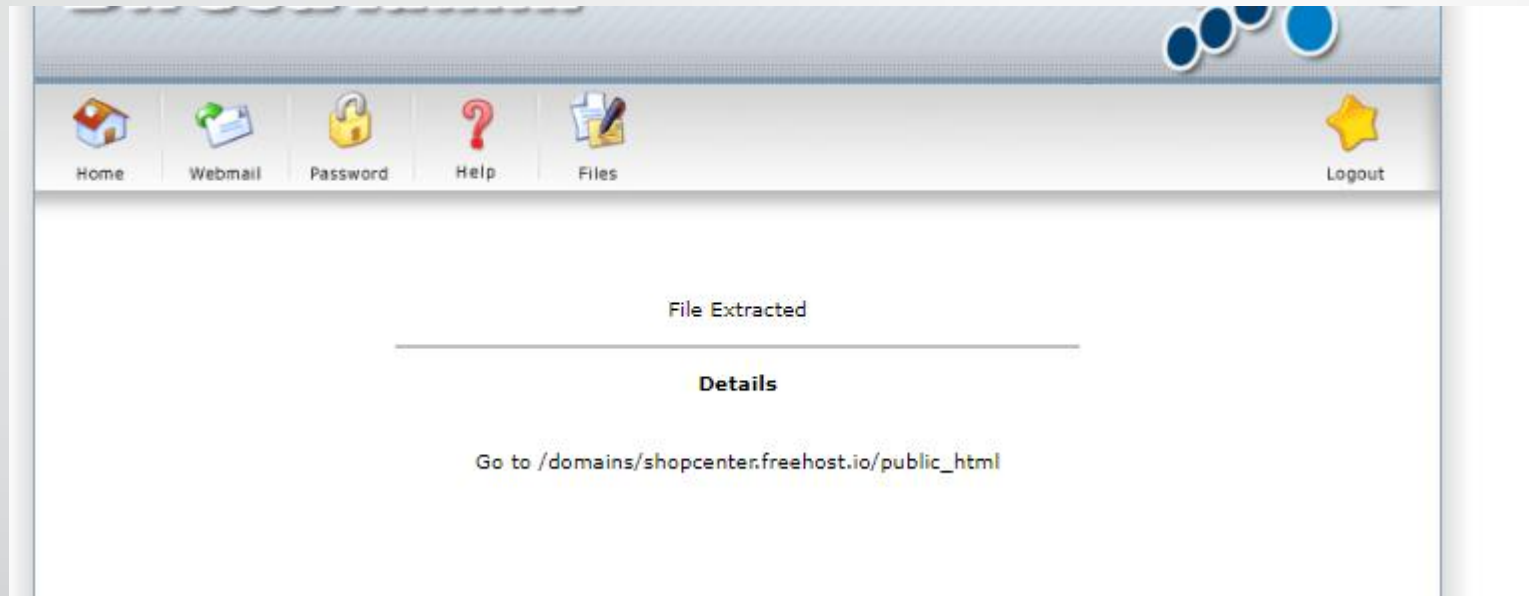 Home
Webmail
Password
Help
Files
Logout
File Extracted
Details
Go to /domains/shopcenter.freehost.io/public_html